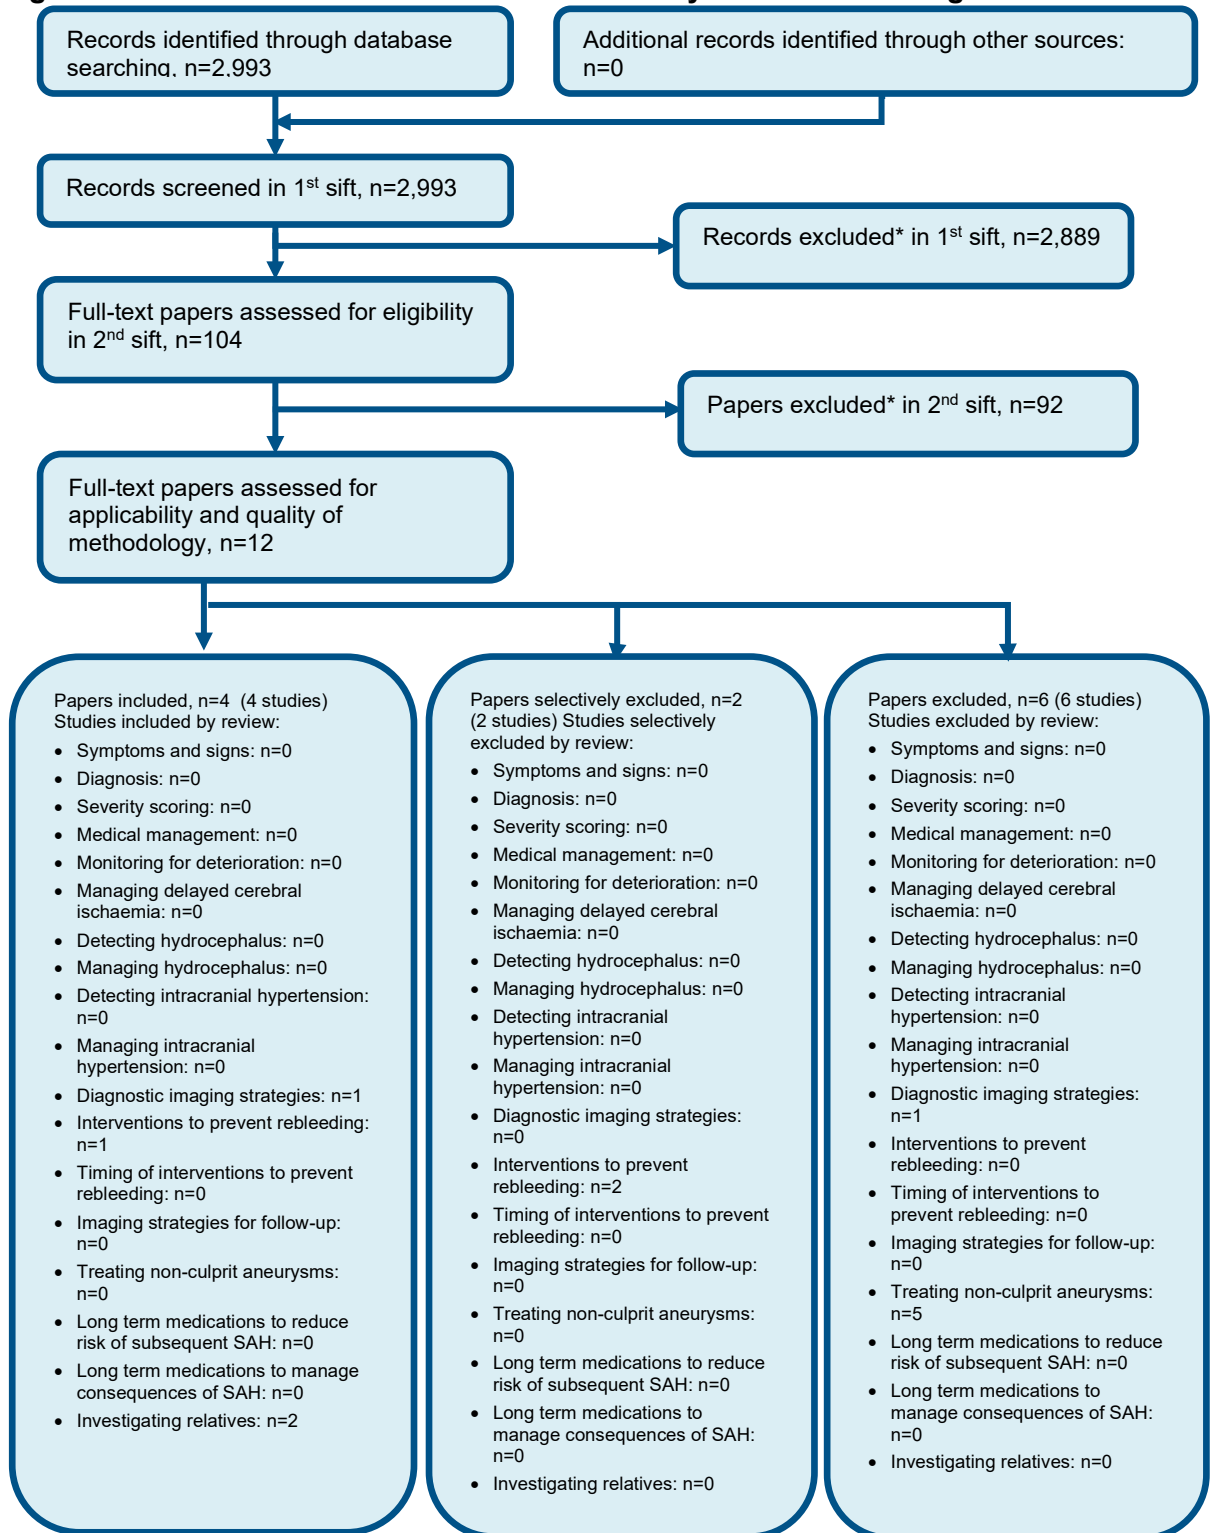 Records identified through database
searching, n=2,993
Additional records identified through other sources:
n=0
Records screened in 1st sift, n=2,993
Records excluded* in 1st sift, n=2,889
Full-text papers assessed for eligibility
in 2nd sift, n=104
Papers excluded* in 2nd sift, n=92
Full-text papers assessed for
applicability and quality of
methodology, n=12
Papers included, n=4 (4 studies)
Studies included by review:
• Symptoms and signs: n=0
• Diagnosis: n=0
• Severity scoring: n=0
• Medical management: n=0
• Monitoring for deterioration: n=0
• Managing delayed cerebral
ischaemia: n=0
• Detecting hydrocephalus: n=0
• Managing hydrocephalus: n=0
• Detecting intracranial hypertension:
n=0
• Managing intracranial
hypertension: n=0
• Diagnostic imaging strategies: n=1
• Interventions to prevent rebleeding:
n=1
• Timing of interventions to prevent
rebleeding: n=0
• Imaging strategies for follow-up:
n=0
• Treating non-culprit aneurysms:
n=0
• Long term medications to reduce
risk of subsequent SAH: n=0
• Long term medications to manage
consequences of SAH: n=0
• Investigating relatives: n=2
Papers selectively excluded, n=2
(2 studies) Studies selectively
excluded by review:
• Symptoms and signs: n=0
• Diagnosis: n=0
• Severity scoring: n=0
• Medical management: n=0
• Monitoring for deterioration: n=0
• Managing delayed cerebral
ischaemia: n=0
• Detecting hydrocephalus: n=0
• Managing hydrocephalus: n=0
• Detecting intracranial
hypertension: n=0
• Managing intracranial
hypertension: n=0
• Diagnostic imaging strategies:
n=0
• Interventions to prevent
rebleeding: n=2
• Timing of interventions to prevent
rebleeding: n=0
• Imaging strategies for follow-up:
n=0
• Treating non-culprit aneurysms:
n=0
• Long term medications to reduce
risk of subsequent SAH: n=0
• Long term medications to
manage consequences of SAH:
n=0
• Investigating relatives: n=0
Papers excluded, n=6 (6 studies)
Studies excluded by review:
• Symptoms and signs: n=0
• Diagnosis: n=0
• Severity scoring: n=0
• Medical management: n=0
• Monitoring for deterioration: n=0
• Managing delayed cerebral
ischaemia: n=0
• Detecting hydrocephalus: n=0
• Managing hydrocephalus: n=0
• Detecting intracranial
hypertension: n=0
• Managing intracranial
hypertension: n=0
• Diagnostic imaging strategies:
n=1
• Interventions to prevent
rebleeding: n=0
• Timing of interventions to
prevent rebleeding: n=0
• Imaging strategies for follow-up:
n=0
• Treating non-culprit aneurysms:
n=5
• Long term medications to reduce
risk of subsequent SAH: n=0
• Long term medications to
manage consequences of SAH:
n=0
• Investigating relatives: n=0